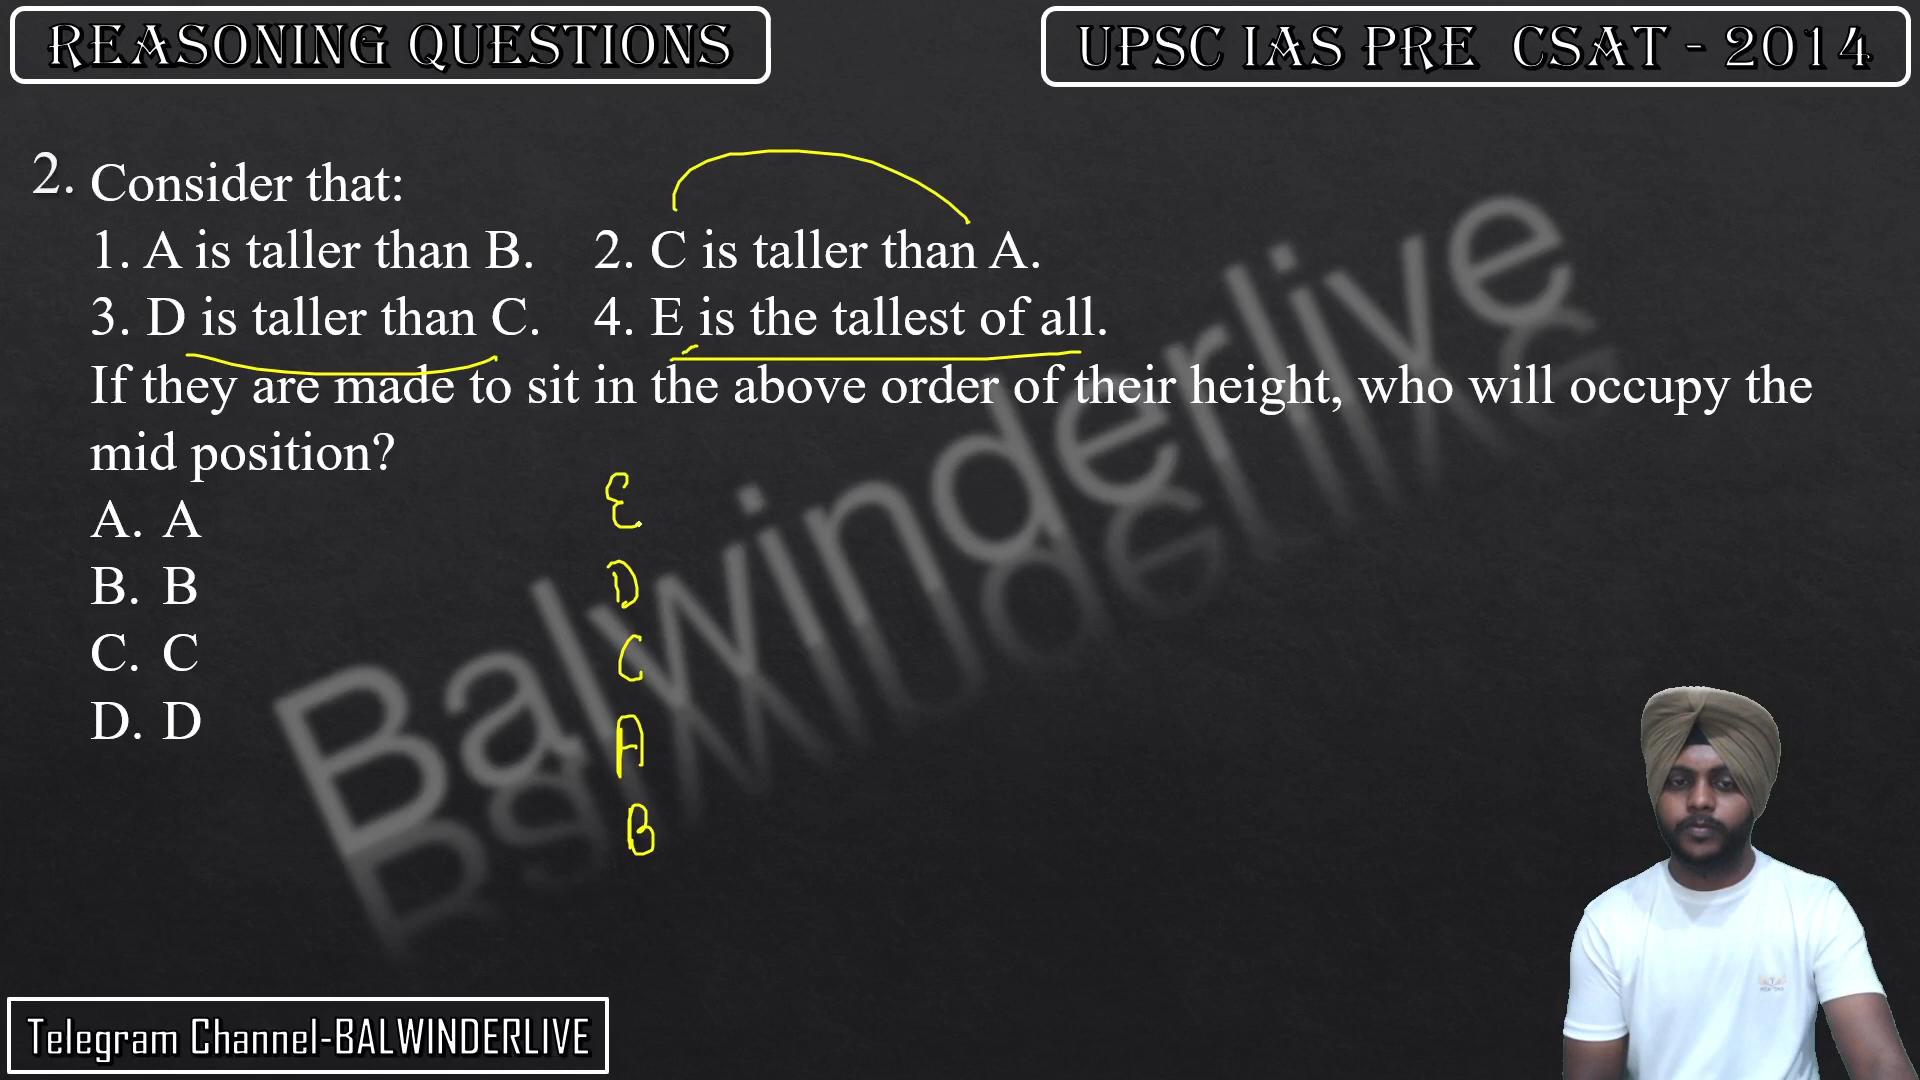 REASONING QUESTIONS
UPSC IAS PRE CSAT - 2014
2. Consider that:
1. A is taller than B. 2. C is taller than A.
3. D is taller than C. 4. E is the tallest of all.
If they are made to sit in the above order of their height, who will occupy the
mid position?
A. A
B. B
C. C
D. D
E
D
C
A
B
Balwinderlive
Telegram Channel-BALWINDERLIVE